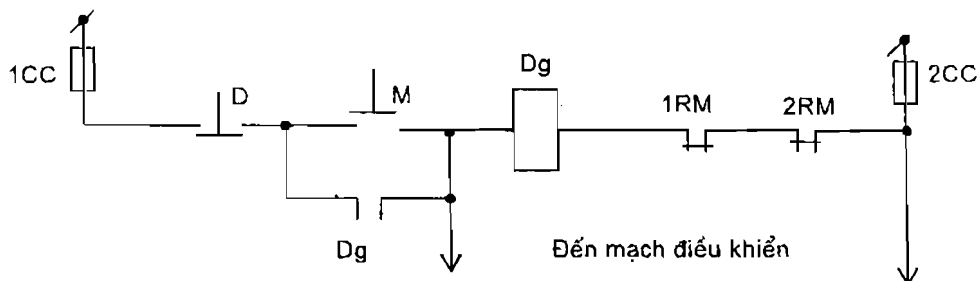 1CC
D
M
Dg
1RM
2RM
2CC
Dg
Đến mạch điều khiển